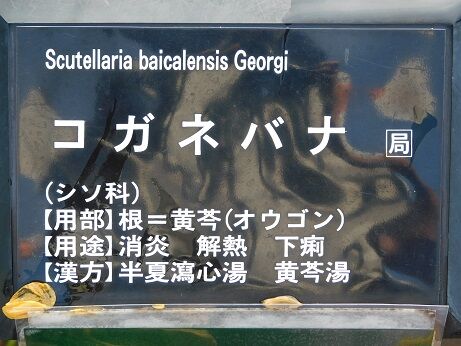 Scutellaria baicalensis Georgi
コガネバナ 局
(シソ科)
【用部】根＝黄芩(オウゴン)
【用途】消炎　解熱　下痢
【漢方】半夏瀉心湯　黄芩湯